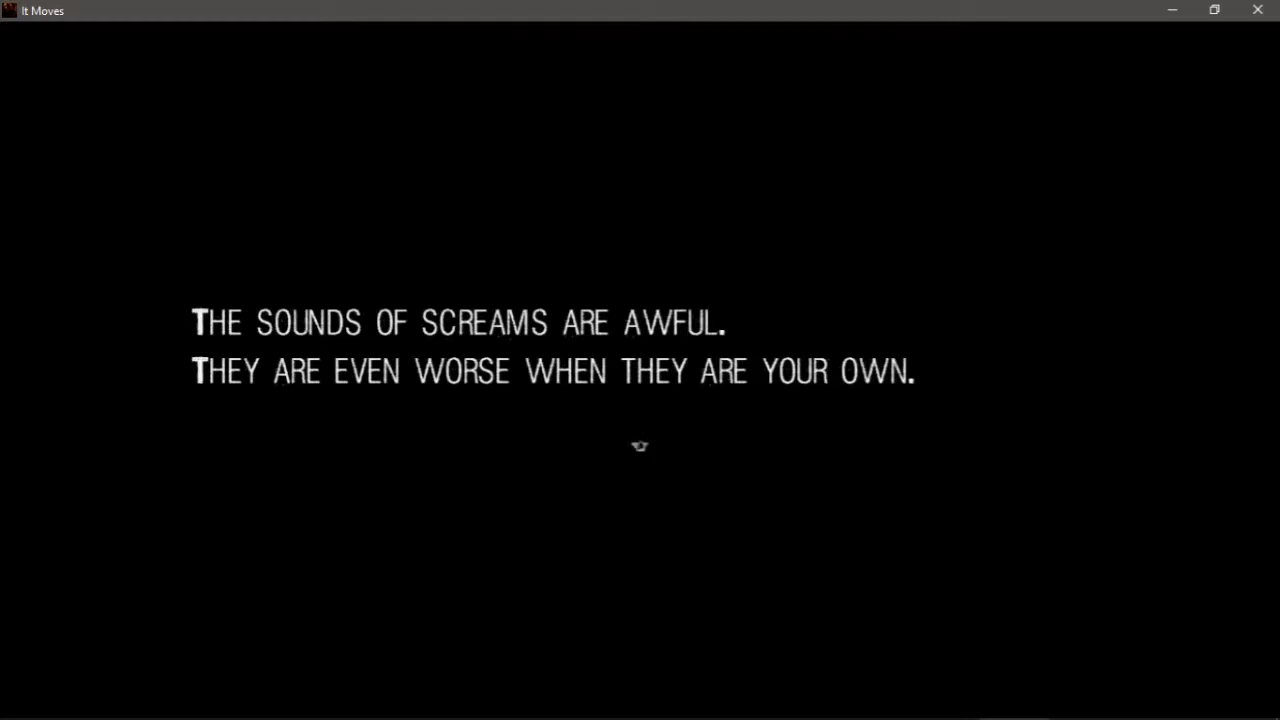 It Moves
THE SOUNDS OF SCREAMS ARE AWFUL.
THEY ARE EVEN WORSE WHEN THEY ARE YOUR OWN.